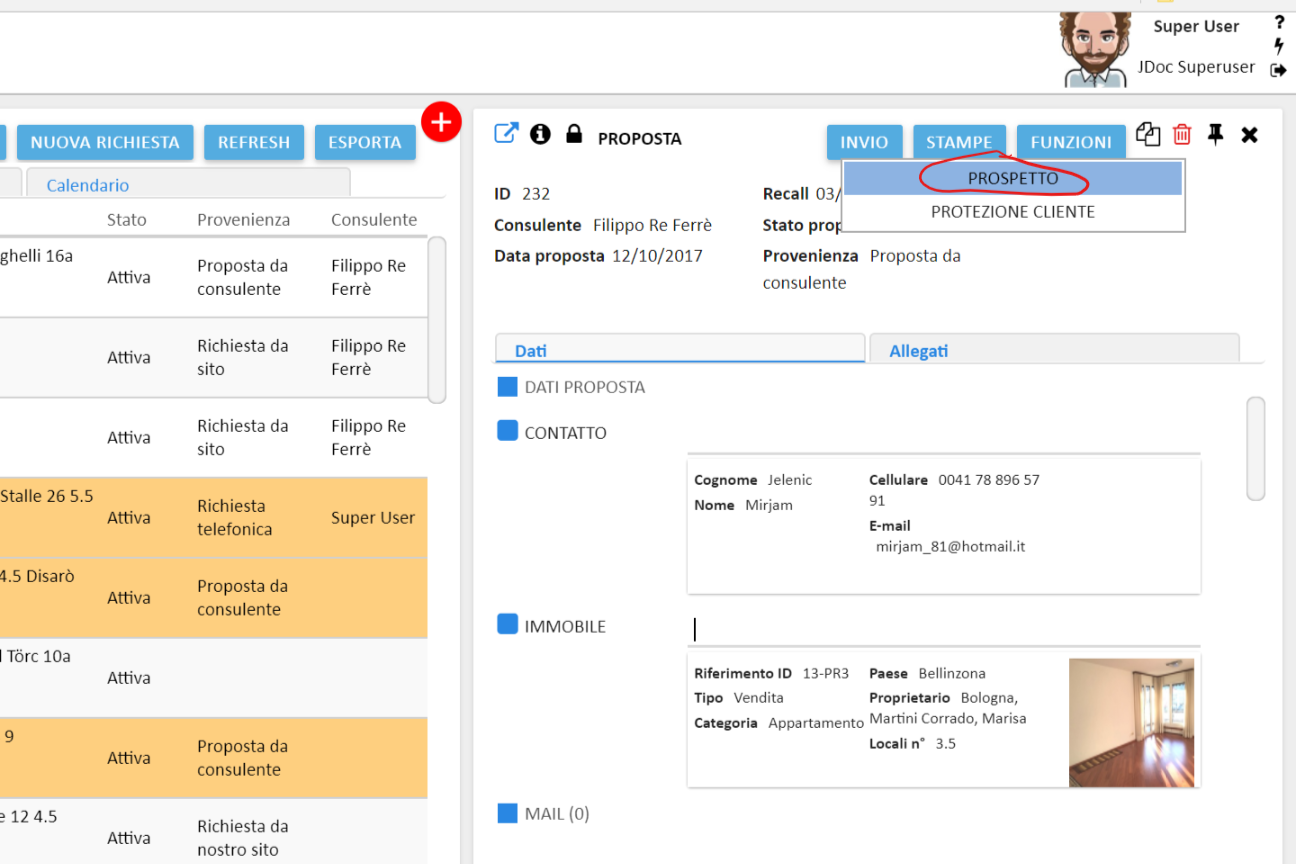 Super User
?
JDoc Superuser
NUOVA RICHIESTA
REFRESH
ESPORTA
Calendario
Stato
Provenienza
Consulente
ghelli 16a
Attiva
Proposta da
consulente
Filippo Re
Ferrè
Attiva
Richiesta da
sito
Filippo Re
Ferrè
Attiva
Richiesta da
sito
Filippo Re
Ferrè
Stalle 26 5.5
Attiva
Richiesta
telefonica
Super User
4.5 Disarò
Attiva
Proposta da
consulente
l Törc 10a
Attiva
9
Attiva
Proposta da
consulente
e 12 4.5
Attiva
Richiesta da
nostro sito
PROPOSTA
INVIO
STAMPE
FUNZIONI
PROSPETTO
PROTEZIONE CLIENTE
ID 232
Recall 03/
Consulente Filippo Re Ferrè
Stato prop
Data proposta 12/10/2017
Provenienza Proposta da
consulente
Dati
Allegati
DATI PROPOSTA
CONTATTO
Cognome Jelenic
Nome Mirjam
Cellulare 0041 78 896 57
91
E-mail
mirjam_81@hotmail.it
IMMOBILE
Riferimento ID 13-PR3
Tipo Vendita
Categoria Appartamento
Paese Bellinzona
Proprietario Bologna,
Martini Corrado, Marisa
Locali n° 3.5
MAIL (0)